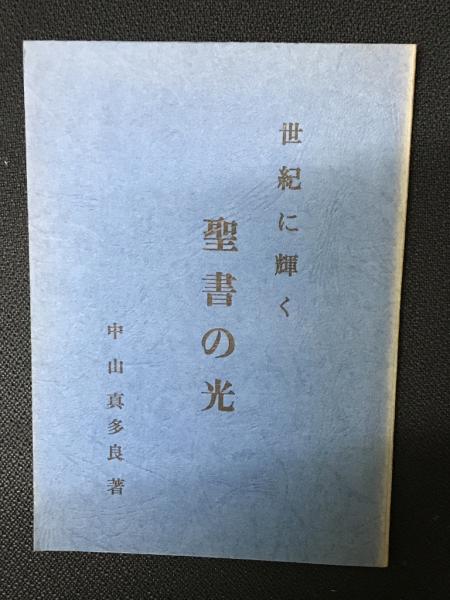 世紀に輝く
聖書の光
中山真多良著